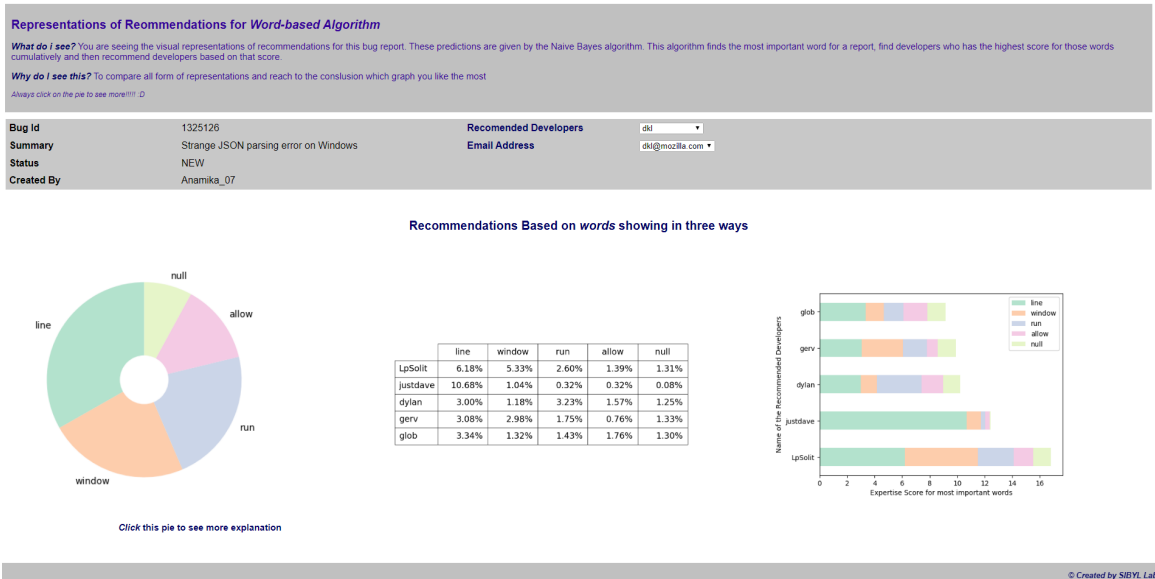 Representations of Reommendations for Word-based Algorithm
What do i see? You are seeing the visual representations of recommendations for this bug report. These predictions are given by the Naive Bayes algorithm. This algorithm finds the most important word for a report, find developers who has the highest score for those words
cumulatively and then recommend developers based on that score.
Why do I see this? To compare all form of representations and reach to the conslusion which graph you like the most
Always click on the pie to see more!!!!! :D
Bug Id 1325126 Recomended Developers dkl
Summary Strange JSON parsing error on Windows Email Address dkl@mozilla.com
Status NEW
Created By Anamika_07
Recommendations Based on words showing in three ways
null
allow
line
run
window
Click this pie to see more explanation
line window run allow null
LpSolit 6.18% 5.33% 2.60% 1.39% 1.31%
justdave 10.68% 1.04% 0.32% 0.32% 0.08%
dylan 3.00% 1.18% 3.23% 1.57% 1.25%
gerv 3.08% 2.98% 1.75% 0.76% 1.33%
glob 3.34% 1.32% 1.43% 1.76% 1.30%
line
window
run
allow
null
Name of the Recommended Developers
glob
gerv
dylan
justdave
LpSolit
0 2 4 6 8 10 12 14 16
Expertise Score for most important words
© Created by SIBYL Lab